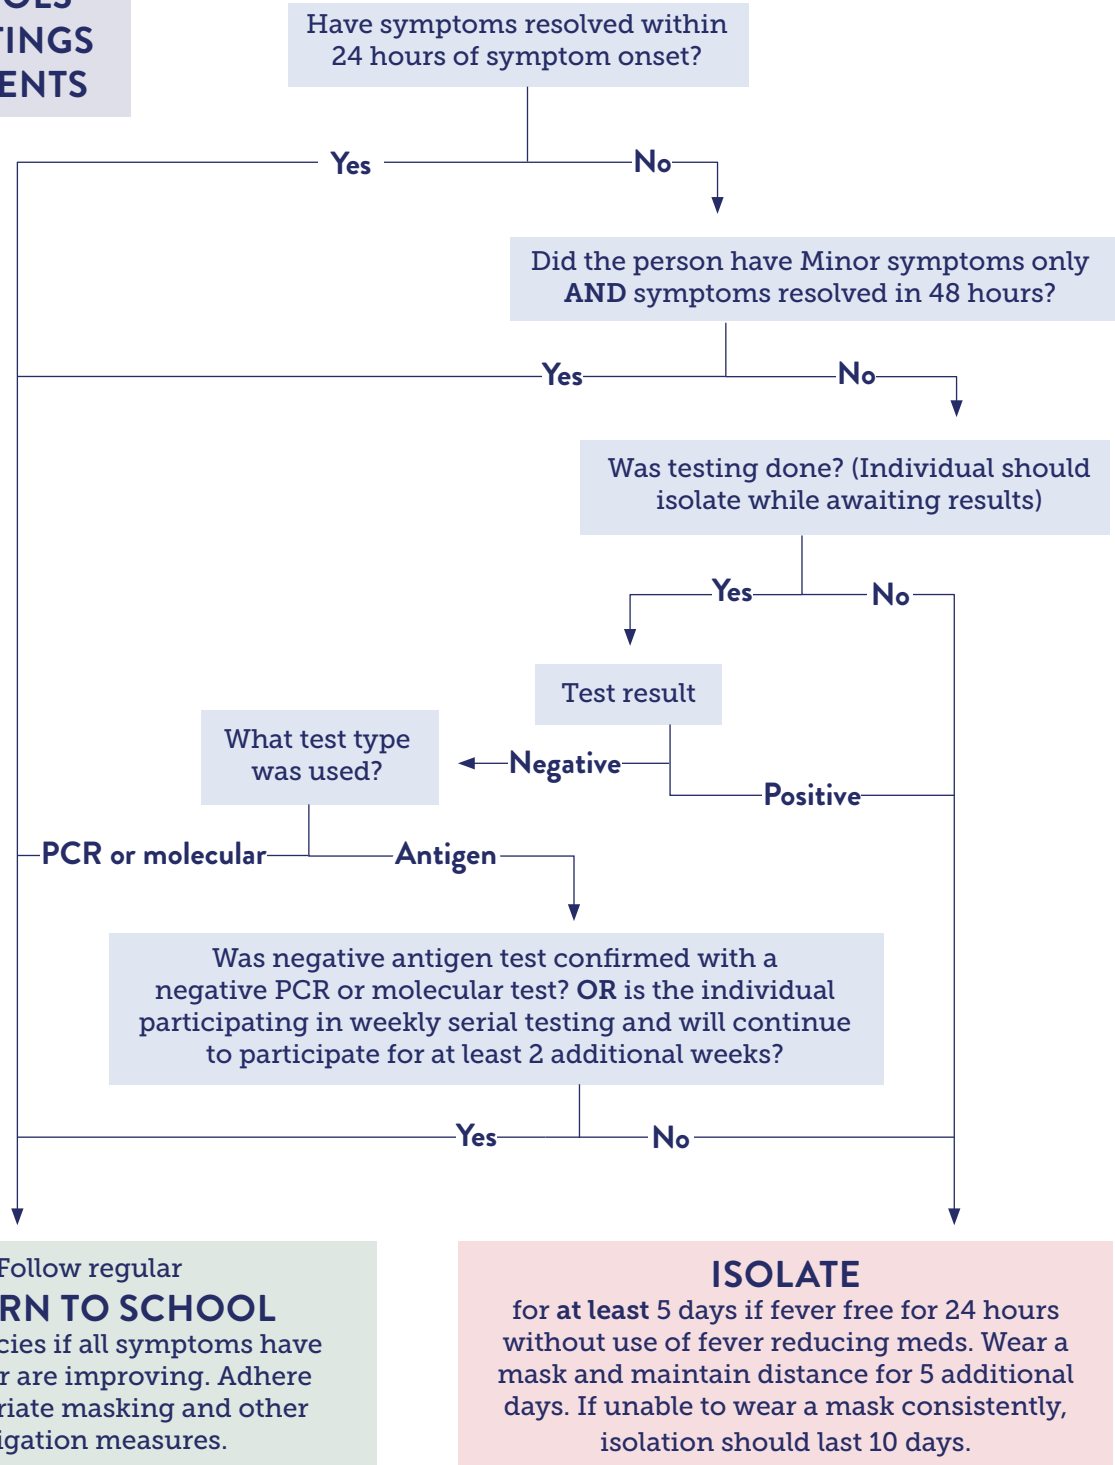 TINGS
ENTS
Have symptoms resolved within
24 hours of symptom onset?
Yes
No
Did the person have Minor symptoms only
AND symptoms resolved in 48 hours?
Yes
No
Was testing done? (Individual should
isolate while awaiting results)
Yes
No
Test result
What test type
was used?
Negative
Positive
PCR or molecular
Antigen
Was negative antigen test confirmed with a
negative PCR or molecular test? OR is the individual
participating in weekly serial testing and will continue
to participate for at least 2 additional weeks?
Yes
No
Follow regular
RN TO SCHOOL
cies if all symptoms have
r are improving. Adhere
riate masking and other
igation measures.
ISOLATE
for at least 5 days if fever free for 24 hours
without use of fever reducing meds. Wear a
mask and maintain distance for 5 additional
days. If unable to wear a mask consistently,
isolation should last 10 days.